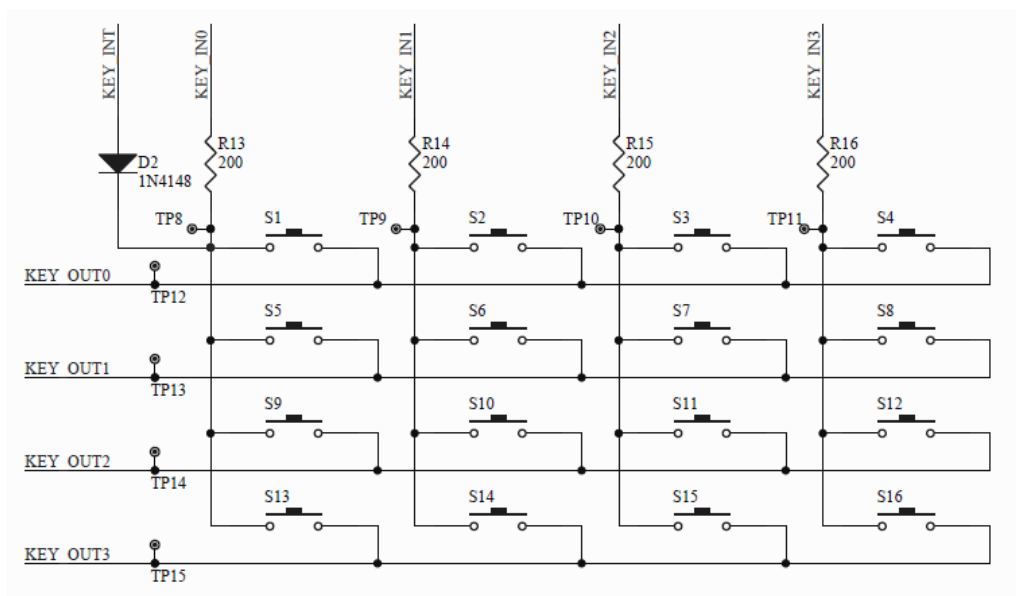 KEY_INT
KEY_IN0
KEY_IN1
KEY_IN2
KEY_IN3
R13
200
R14
200
R15
200
R16
200
D2
1N4148
TP8
S1
TP9
S2
TP10
S3
TP11
S4
KEY_OUT0
TP12
S5
S6
S7
S8
KEY_OUT1
TP13
S9
S10
S11
S12
KEY_OUT2
TP14
S13
S14
S15
S16
KEY_OUT3
TP15